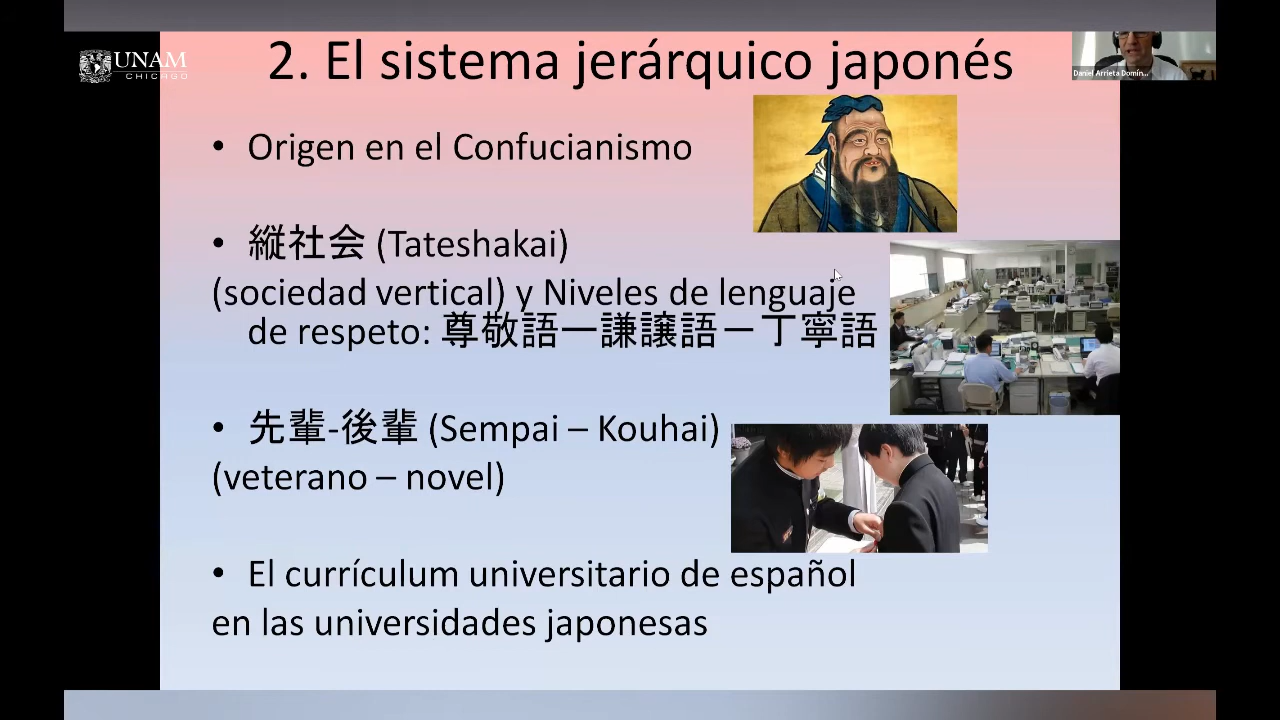 UNAM
CHICAGO
2. El sistema jerárquico japonés
Daniel Arrieta Domín...
• Origen en el Confucianismo
• 縦社会 (Tateshakai)
(sociedad vertical) y Niveles de lenguaje
de respeto: 尊敬語ー謙譲語－丁寧語
• 先輩-後輩 (Sempai – Kouhai)
(veterano – novel)
• El currículum universitario de español
en las universidades japonesas